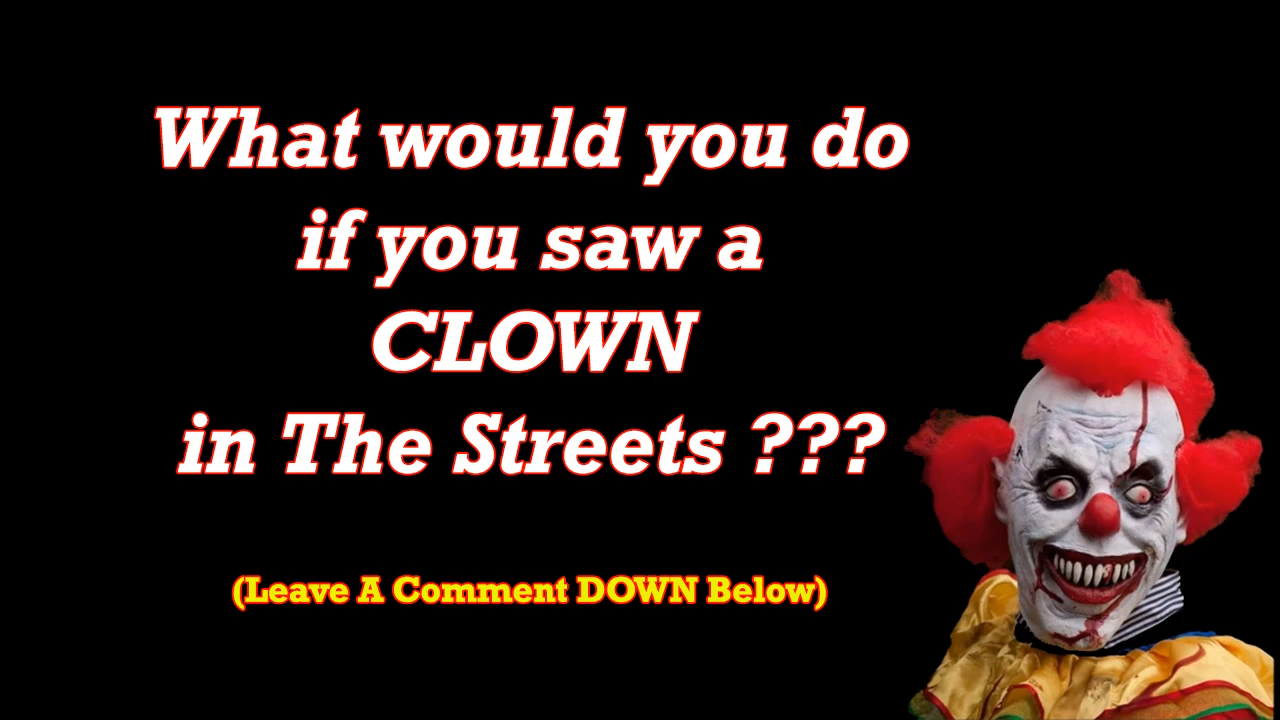 What would you do
if you saw a
CLOWN
in The Streets ???
(Leave A Comment DOWN Below)